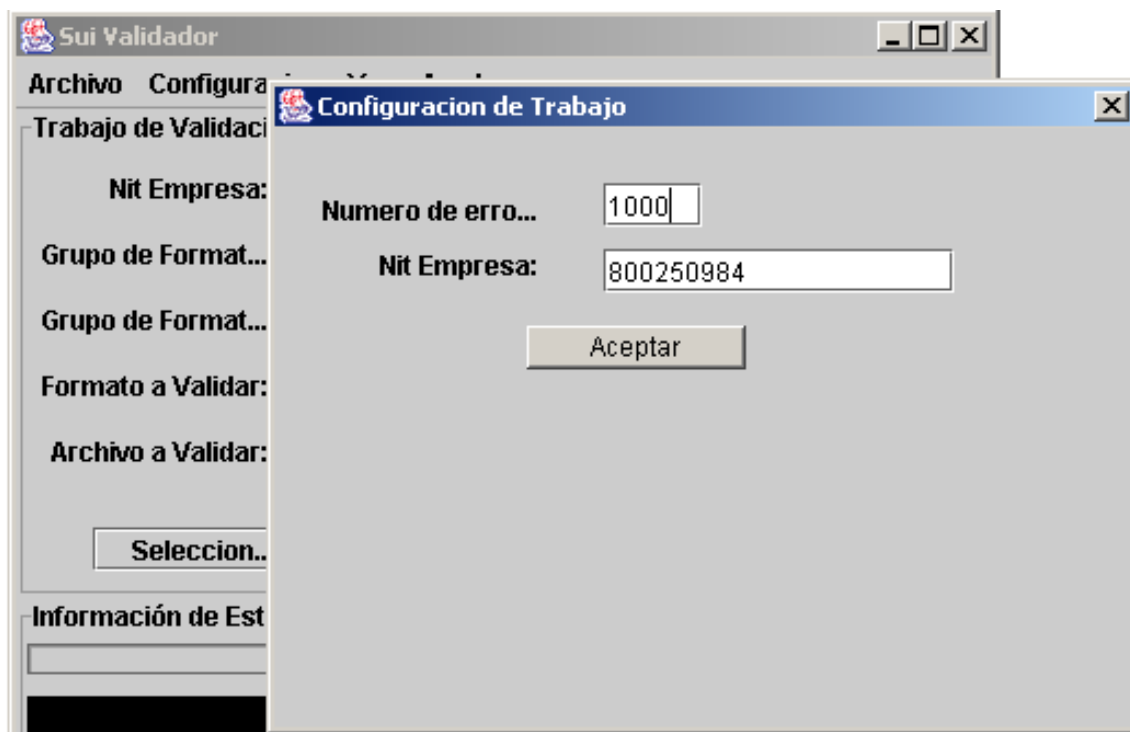 Sui Validador
Archivo Configura
Configuracion de Trabajo
Trabajo de Validaci
Nit Empresa:
Numero de erro... 1000
Grupo de Format...
Nit Empresa: 800250984
Grupo de Format...
Aceptar
Formato a Validar:
Archivo a Validar:
Seleccion..
Información de Est